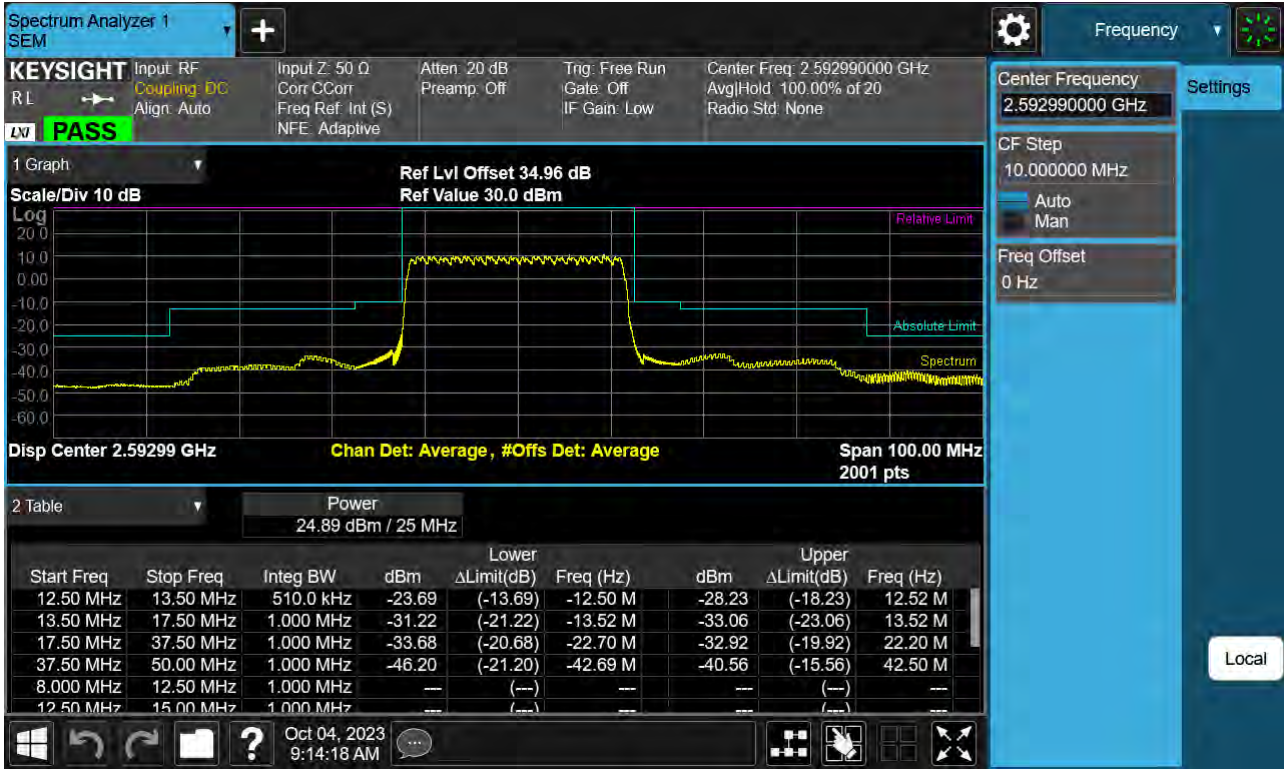 Spectrum Analyzer 1
SEM
Frequency
KEYSIGHT
R L
LXI
PASS
Input: RF
Coupling: DC
Align: Auto
Input Z: 50 Ω
Corr CCorr
Freq Ref: Int (S)
NFE: Adaptive
Atten: 20 dB
Preamp: Off
Trig: Free Run
Gate: Off
IF Gain: Low
Center Freq: 2.592990000 GHz
Avg|Hold: 100.00% of 20
Radio Std: None
Center Frequency
2.592990000 GHz
Settings
CF Step
10.000000 MHz
Auto
Man
Freq Offset
0 Hz
1 Graph
Ref Lvl Offset 34.96 dB
Scale/Div 10 dB
Ref Value 30.0 dBm
Log
Relative Limit
20.0
10.0
0.00
-10.0
-20.0
Absolute Limit
-30.0
Spectrum
-40.0
-50.0
-60.0
Disp Center 2.59299 GHz
Chan Det: Average , #Offs Det: Average
Span 100.00 MHz
2001 pts
2 Table
Power
24.89 dBm / 25 MHz
Lower Upper
Start Freq Stop Freq Integ BW dBm ΔLimit(dB) Freq (Hz) dBm ΔLimit(dB) Freq (Hz)
12.50 MHz 13.50 MHz 510.0 kHz -23.69 (-13.69) -12.50 M -28.23 (-18.23) 12.52 M
13.50 MHz 17.50 MHz 1.000 MHz -31.22 (-21.22) -13.52 M -33.06 (-23.06) 13.52 M
17.50 MHz 37.50 MHz 1.000 MHz -33.68 (-20.68) -22.70 M -32.92 (-19.92) 22.20 M
37.50 MHz 50.00 MHz 1.000 MHz -46.20 (-21.20) -42.69 M -40.56 (-15.56) 42.50 M
8.000 MHz 12.50 MHz 1.000 MHz --- (---) --- --- (---) ---
12.50 MHz 15.00 MHz 1.000 MHz --- (---) --- --- (---) ---
Local
?
Oct 04, 2023
9:14:18 AM